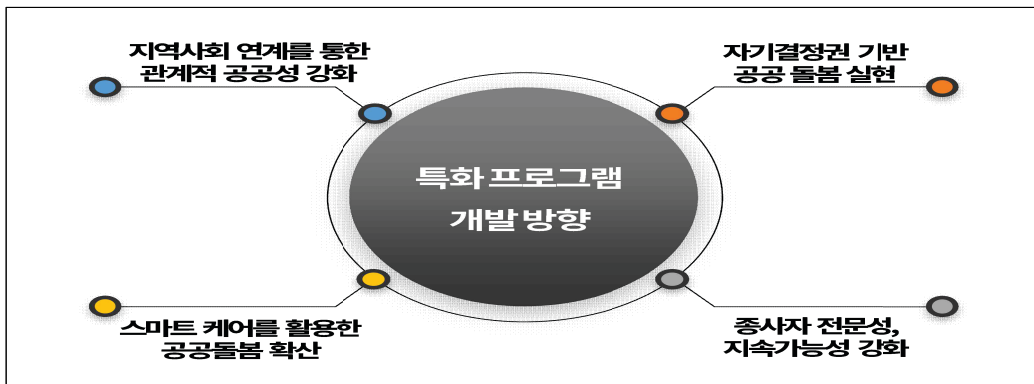 지역사회 연계를 통한
관계적 공공성 강화
자기결정권 기반
공공 돌봄 실현
특화 프로그램
개발 방향
스마트 케어를 활용한
공공돌봄 확산
종사자 전문성,
지속가능성 강화